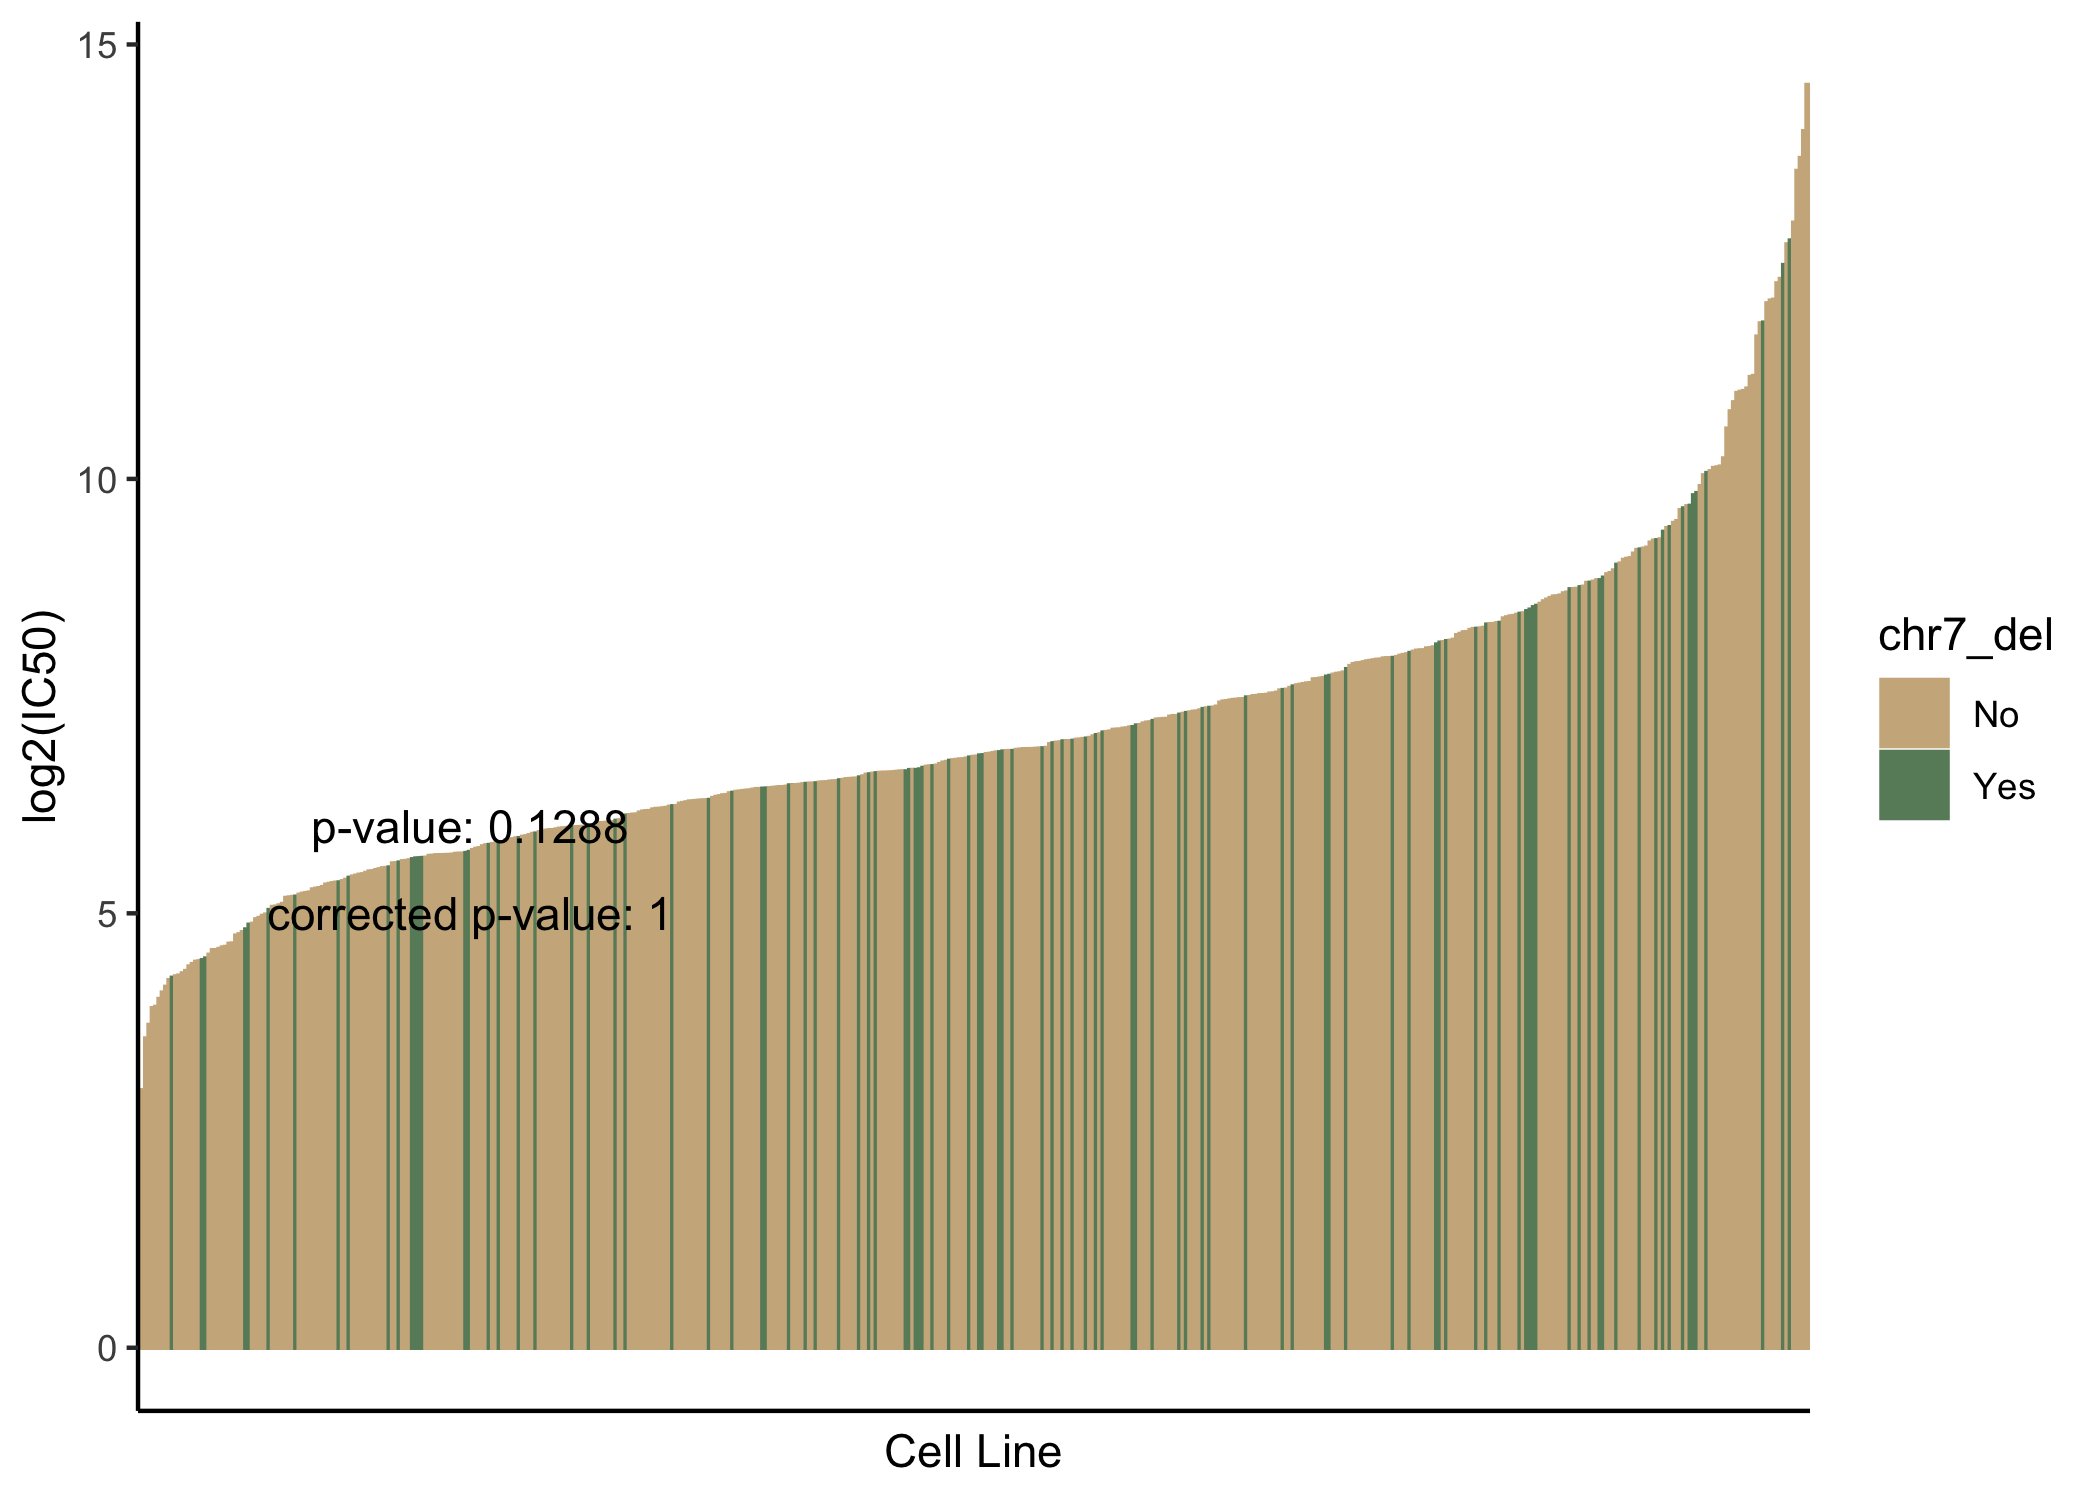 15
10
5
0
log2(IC50)
p-value: 0.1288
corrected p-value: 1
Cell Line
chr7_del
No
Yes